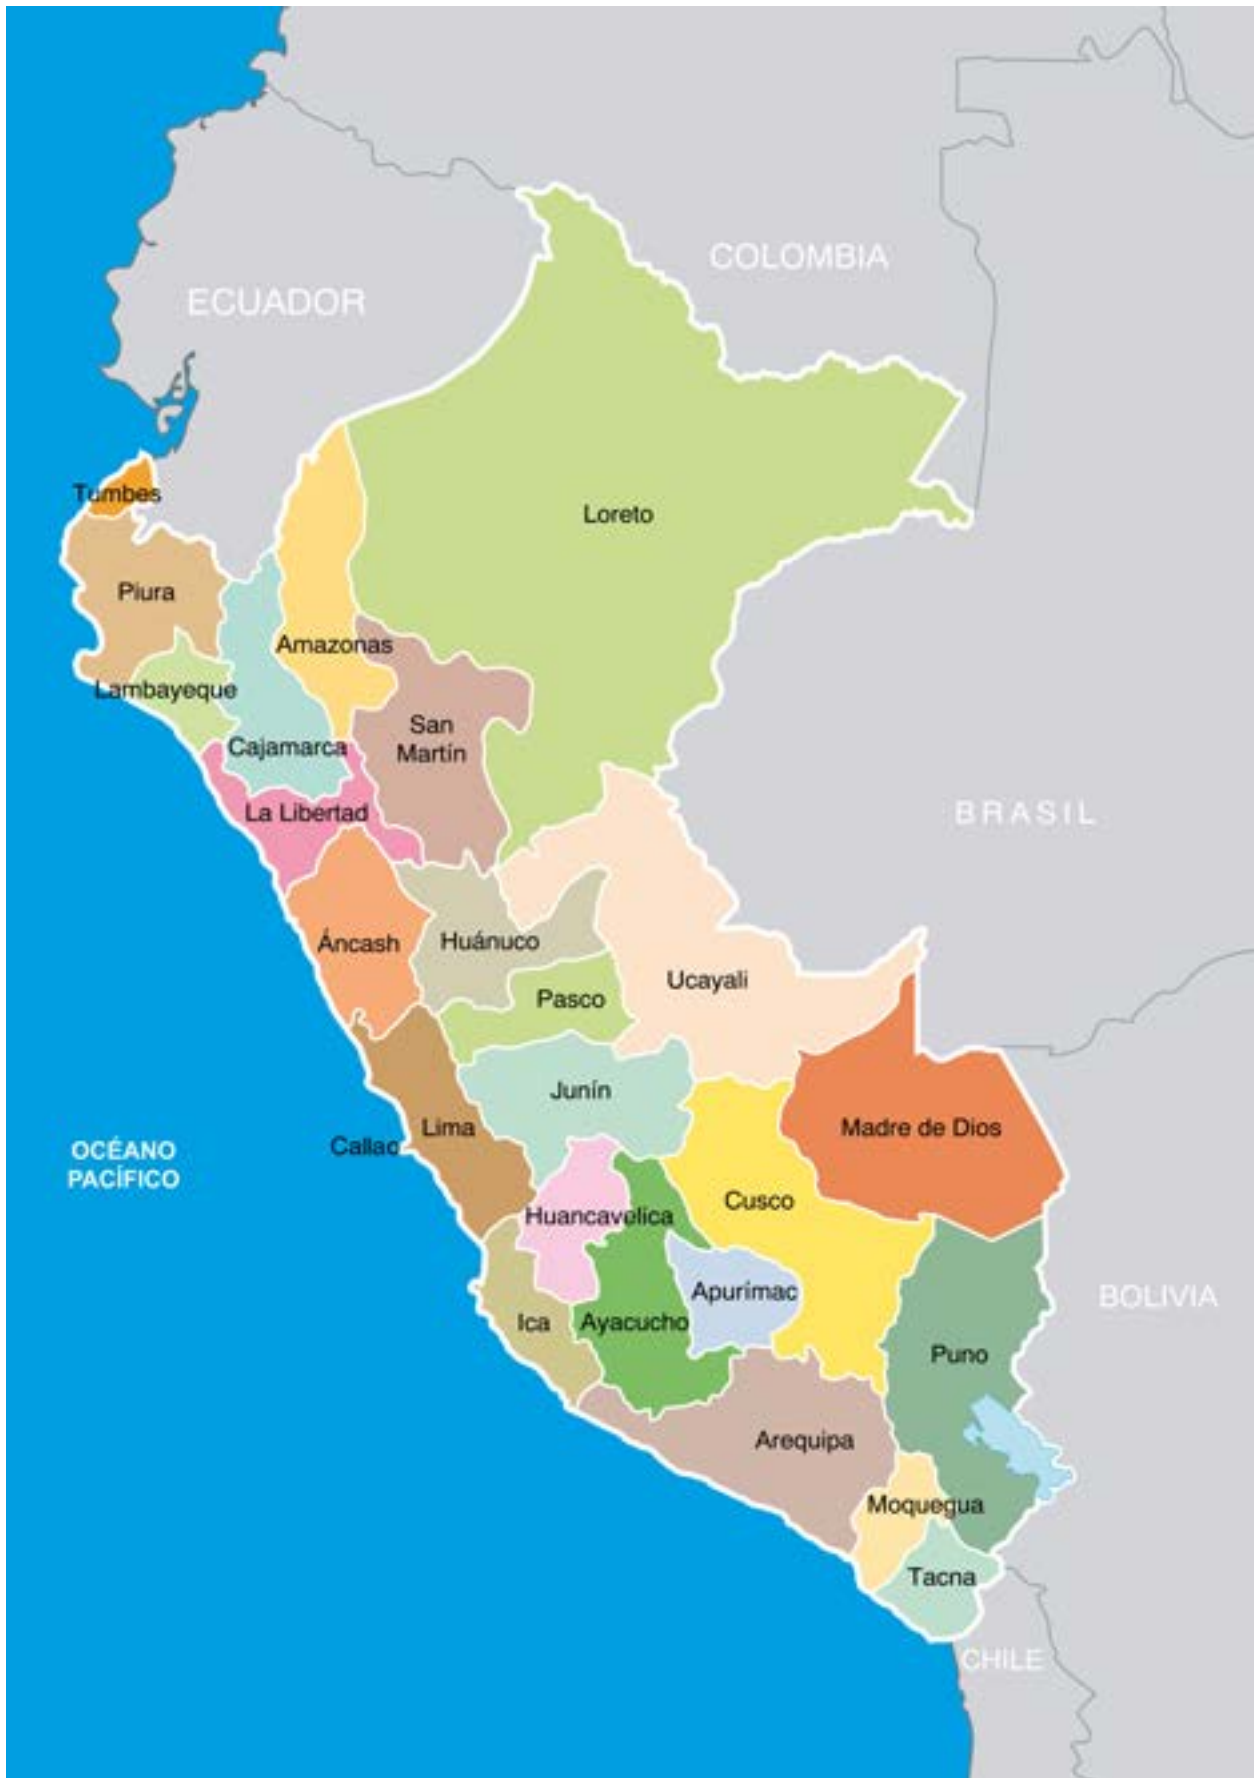 COLOMBIA
ECUADOR
Tumbes
Loreto
Piura
Amazonas
Lambayeque
San
Martín
Cajamarca
La Libertad
BRASIL
Áncash
Huánuco
Ucayali
Pasco
Junín
Lima
Madre de Dios
Callao
OCÉANO
PACÍFICO
Cusco
Huancavelica
Apurímac
BOLIVIA
Ica
Ayacucho
Puno
Arequipa
Moquegua
Tacna
CHILE